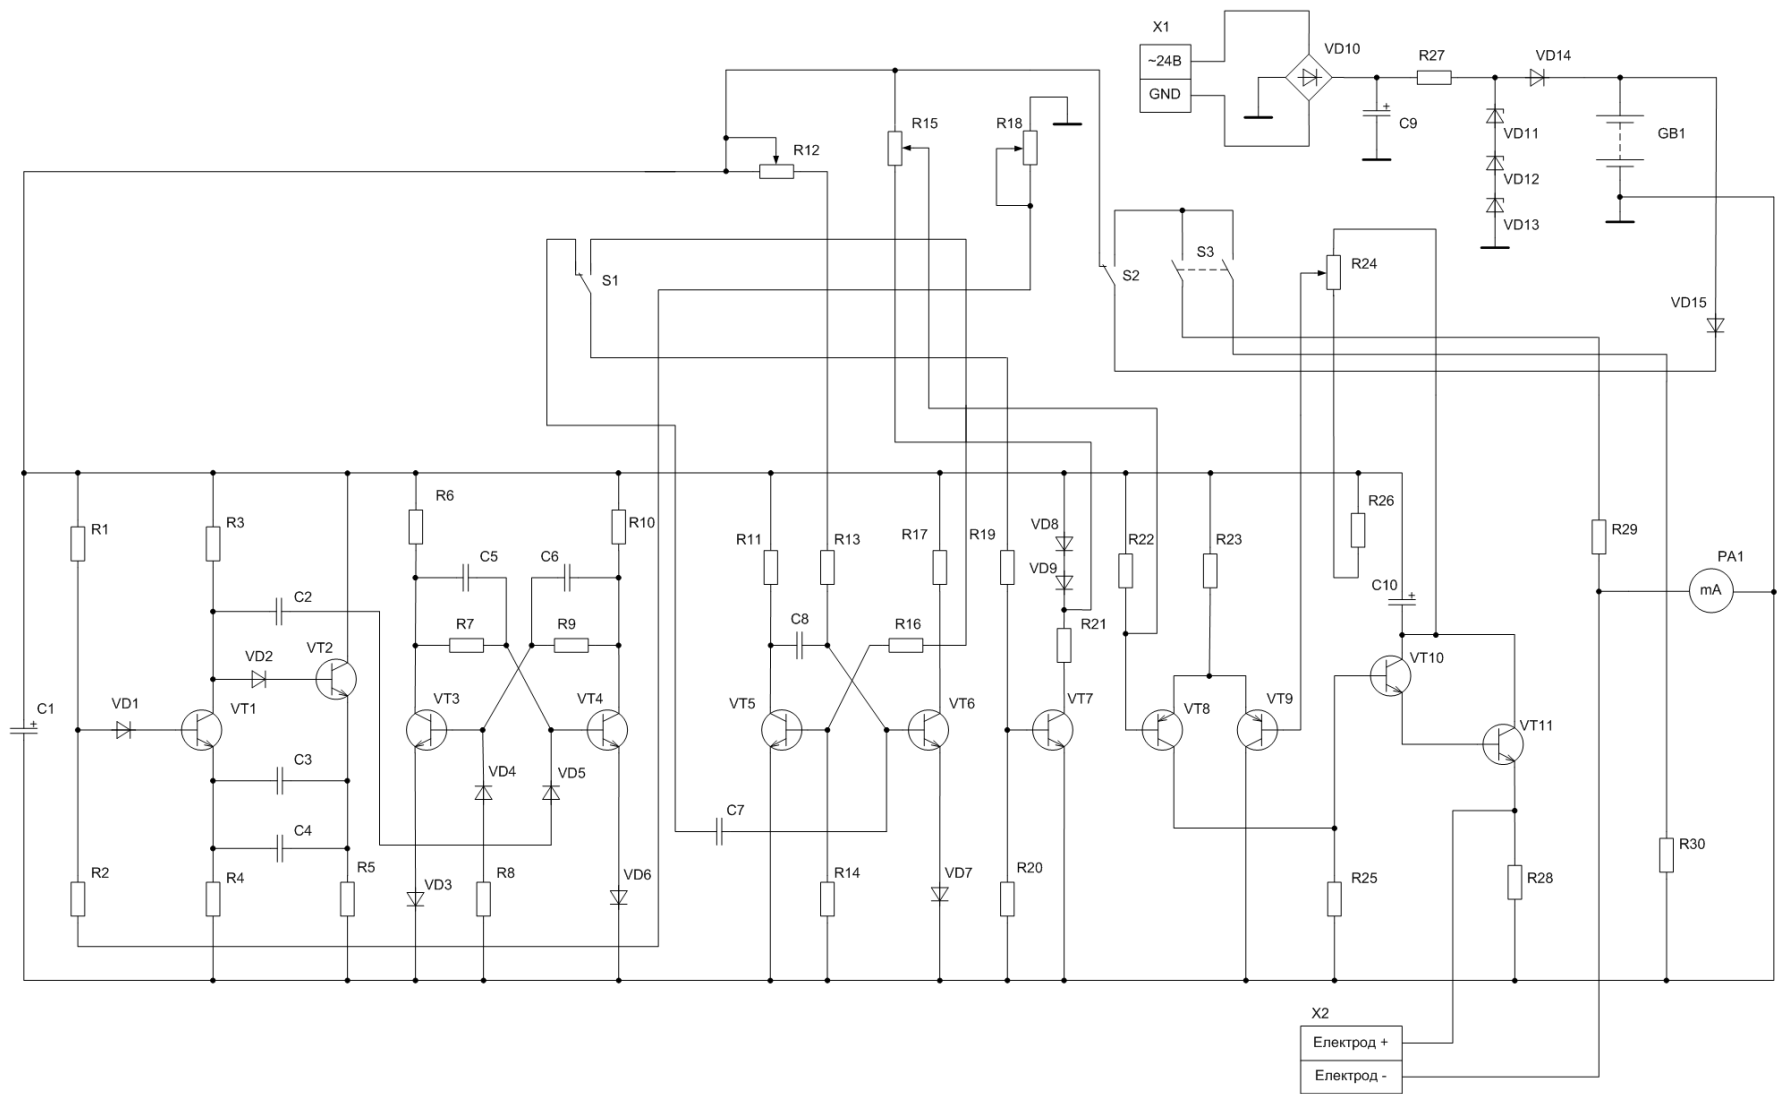 X1
~24В
GND
VD10
R27
VD14
+
C9
VD11
VD12
VD13
GB1
R12
R15
R18
S1
S2
S3
R24
VD15
R1
R3
R6
R10
C5
C6
R11
R13
R17
R19
VD8
VD9
R22
R23
R26
R29
PA1
mA
C10
+
C2
R7
R9
C8
R16
R21
VD2
VT2
VT10
C1
+
VD1
VT1
VT3
VT4
VT5
VT6
VT7
VT8
VT9
VT11
C3
VD4
VD5
C7
C4
R2
R4
R5
VD3
R8
VD6
R14
VD7
R20
R25
R28
R30
X2
Електрод +
Електрод -